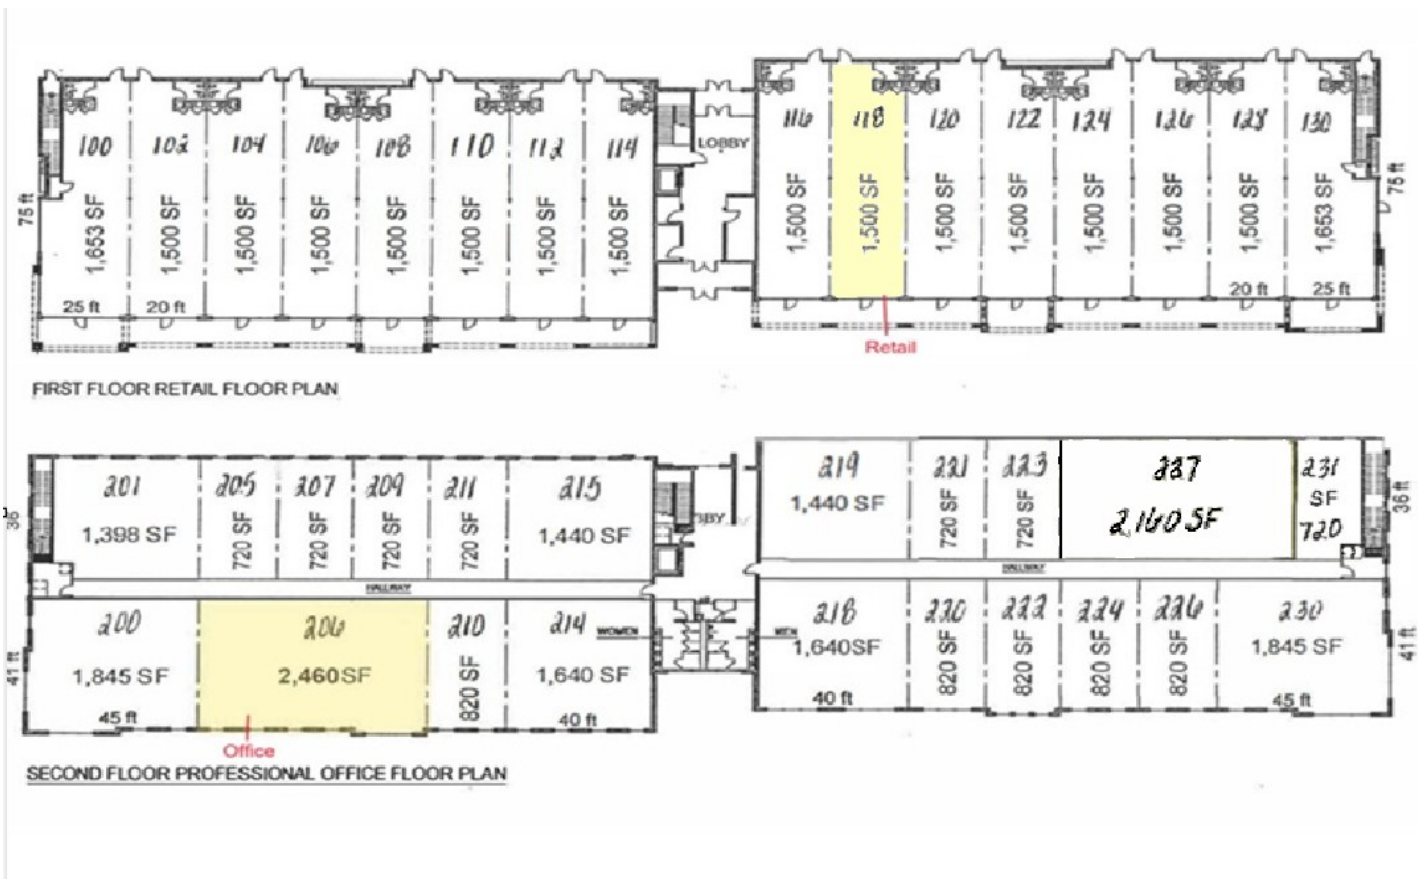 100 102 104 106 108 110 112 114 LOBBY 116 118 120 122 124 126 128 130
75 ft 1,653 SF 1,500 SF 1,500 SF 1,500 SF 1,500 SF 1,500 SF 1,500 SF 1,500 SF 1,500 SF 1,500 SF 1,500 SF 1,500 SF 1,500 SF 1,500 SF 1,500 SF 1,653 SF 75 ft
25 ft 20 ft 20 ft 25 ft
Retail
FIRST FLOOR RETAIL FLOOR PLAN
201 205 207 209 211 215 219 221 223 227 231
36 1,398 SF 720 SF 720 SF 720 SF 720 SF 1,440 SF BY 1,440 SF 720 SF 720 SF 2,160 SF SF 720 36 ft
HALLWAY HALLWAY
200 206 210 214 WOMEN MEN 218 220 222 224 226 230
41 ft 1,845 SF 2,460 SF 820 SF 1,640 SF 1,640SF 820 SF 820 SF 820 SF 820 SF 1,845 SF 41 ft
45 ft 40 ft 40 ft 45 ft
Office
SECOND FLOOR PROFESSIONAL OFFICE FLOOR PLAN